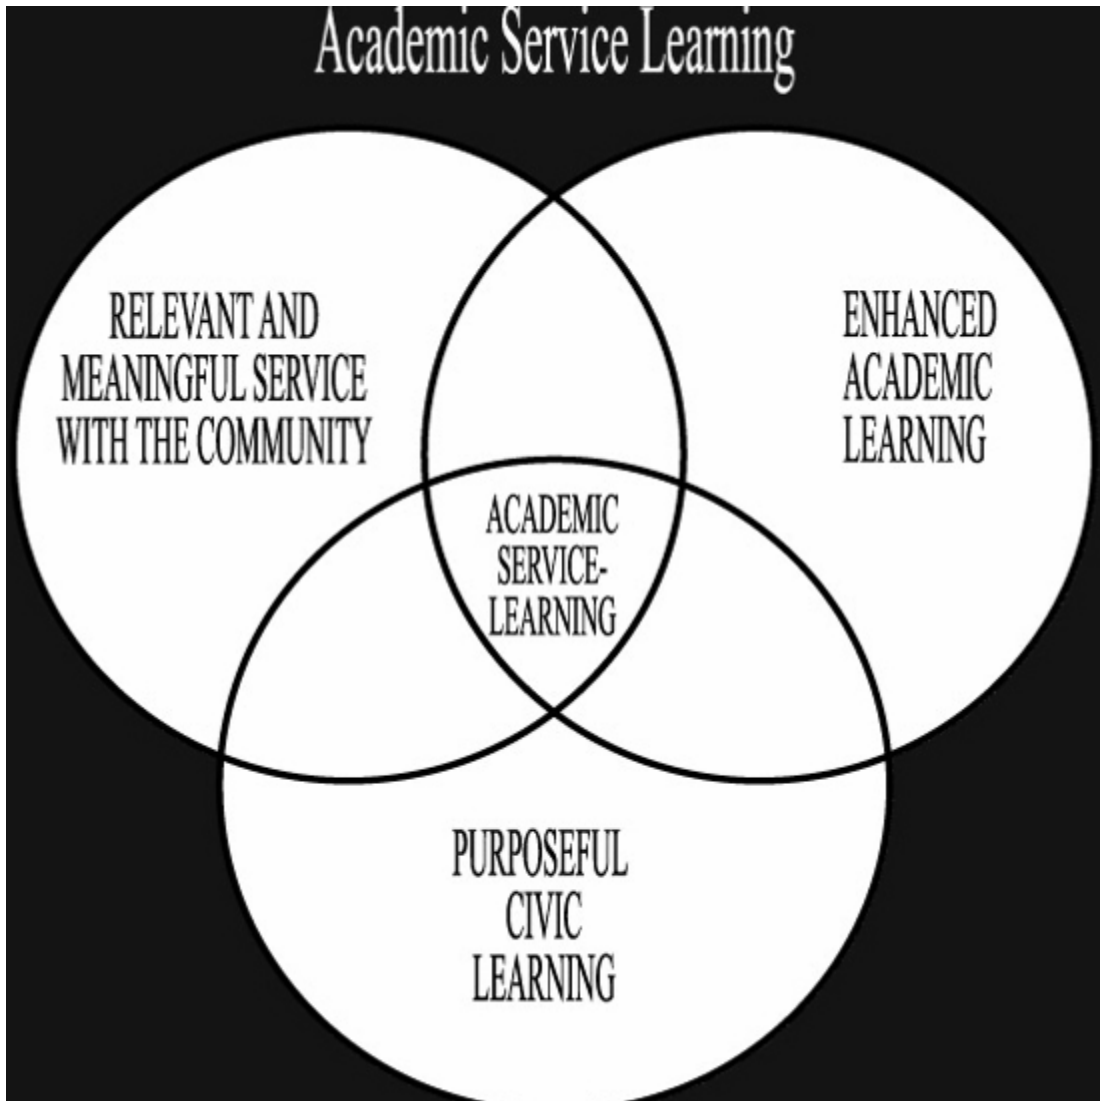 Academic Service Learning
RELEVANT AND
MEANINGFUL SERVICE
WITH THE COMMUNITY
ENHANCED
ACADEMIC
LEARNING
ACADEMIC
SERVICE-
LEARNING
PURPOSEFUL
CIVIC
LEARNING